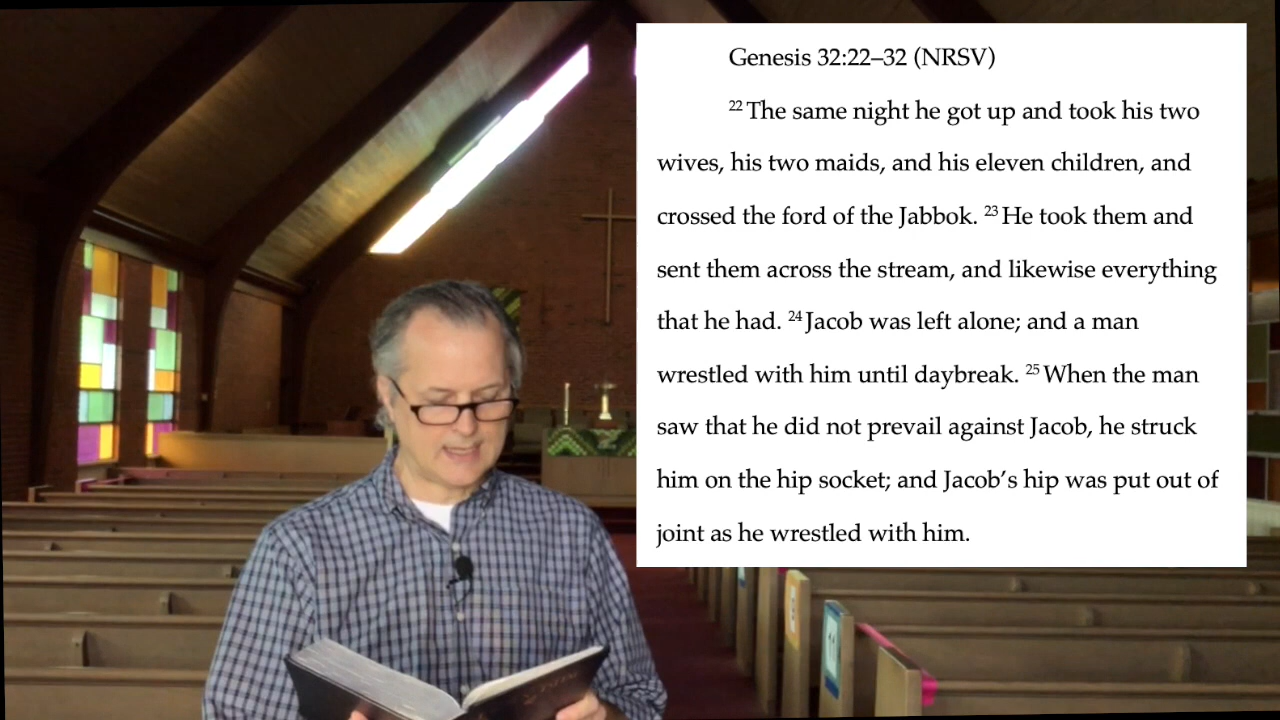 Genesis 32:22–32 (NRSV)
22 The same night he got up and took his two
wives, his two maids, and his eleven children, and
crossed the ford of the Jabbok. 23 He took them and
sent them across the stream, and likewise everything
that he had. 24 Jacob was left alone; and a man
wrestled with him until daybreak. 25 When the man
saw that he did not prevail against Jacob, he struck
him on the hip socket; and Jacob’s hip was put out of
joint as he wrestled with him.